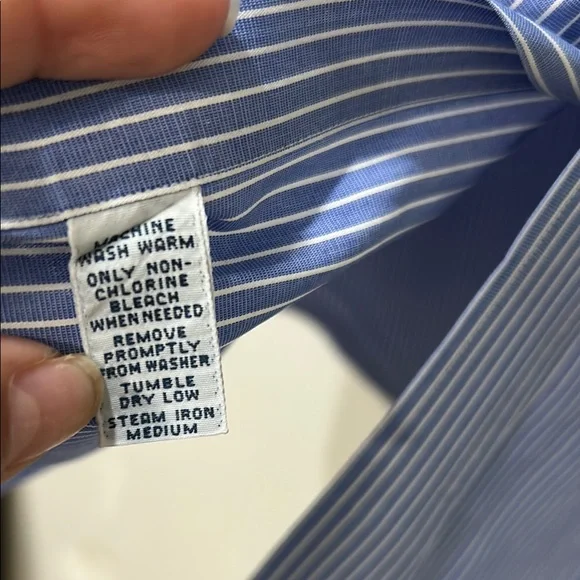 MACHINE
WASH WARM
ONLY NON-
CHLORINE
BLEACH
WHEN NEEDED
REMOVE
PROMPTLY
FROM WASHER
TUMBLE
DRY LOW
STEAM IRON
MEDIUM